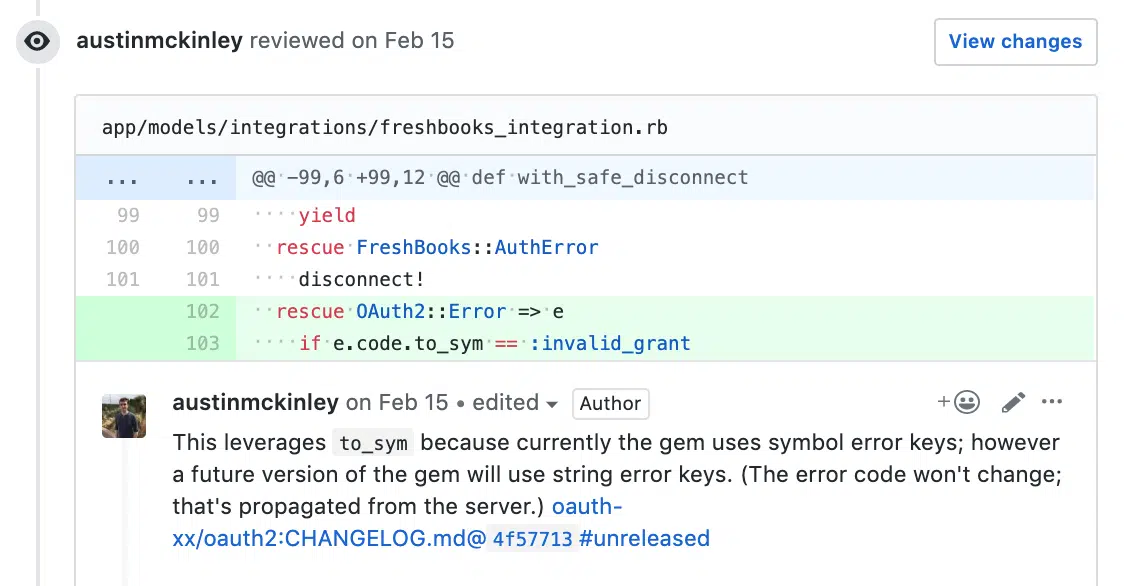 austinmckinley reviewed on Feb 15
View changes
app/models/integrations/freshbooks_integration.rb
... ... @@ -99,6 +99,12 @@ def with_safe_disconnect
99 99 yield
100 100 rescue FreshBooks::AuthError
101 101 disconnect!
102 rescue OAuth2::Error => e
103 if e.code.to_sym == :invalid_grant
austinmckinley on Feb 15 • edited Author
This leverages to_sym because currently the gem uses symbol error keys; however
a future version of the gem will use string error keys. (The error code won't change;
that's propagated from the server.) oauth-
xx/oauth2:CHANGELOG.md@ 4f57713 #unreleased